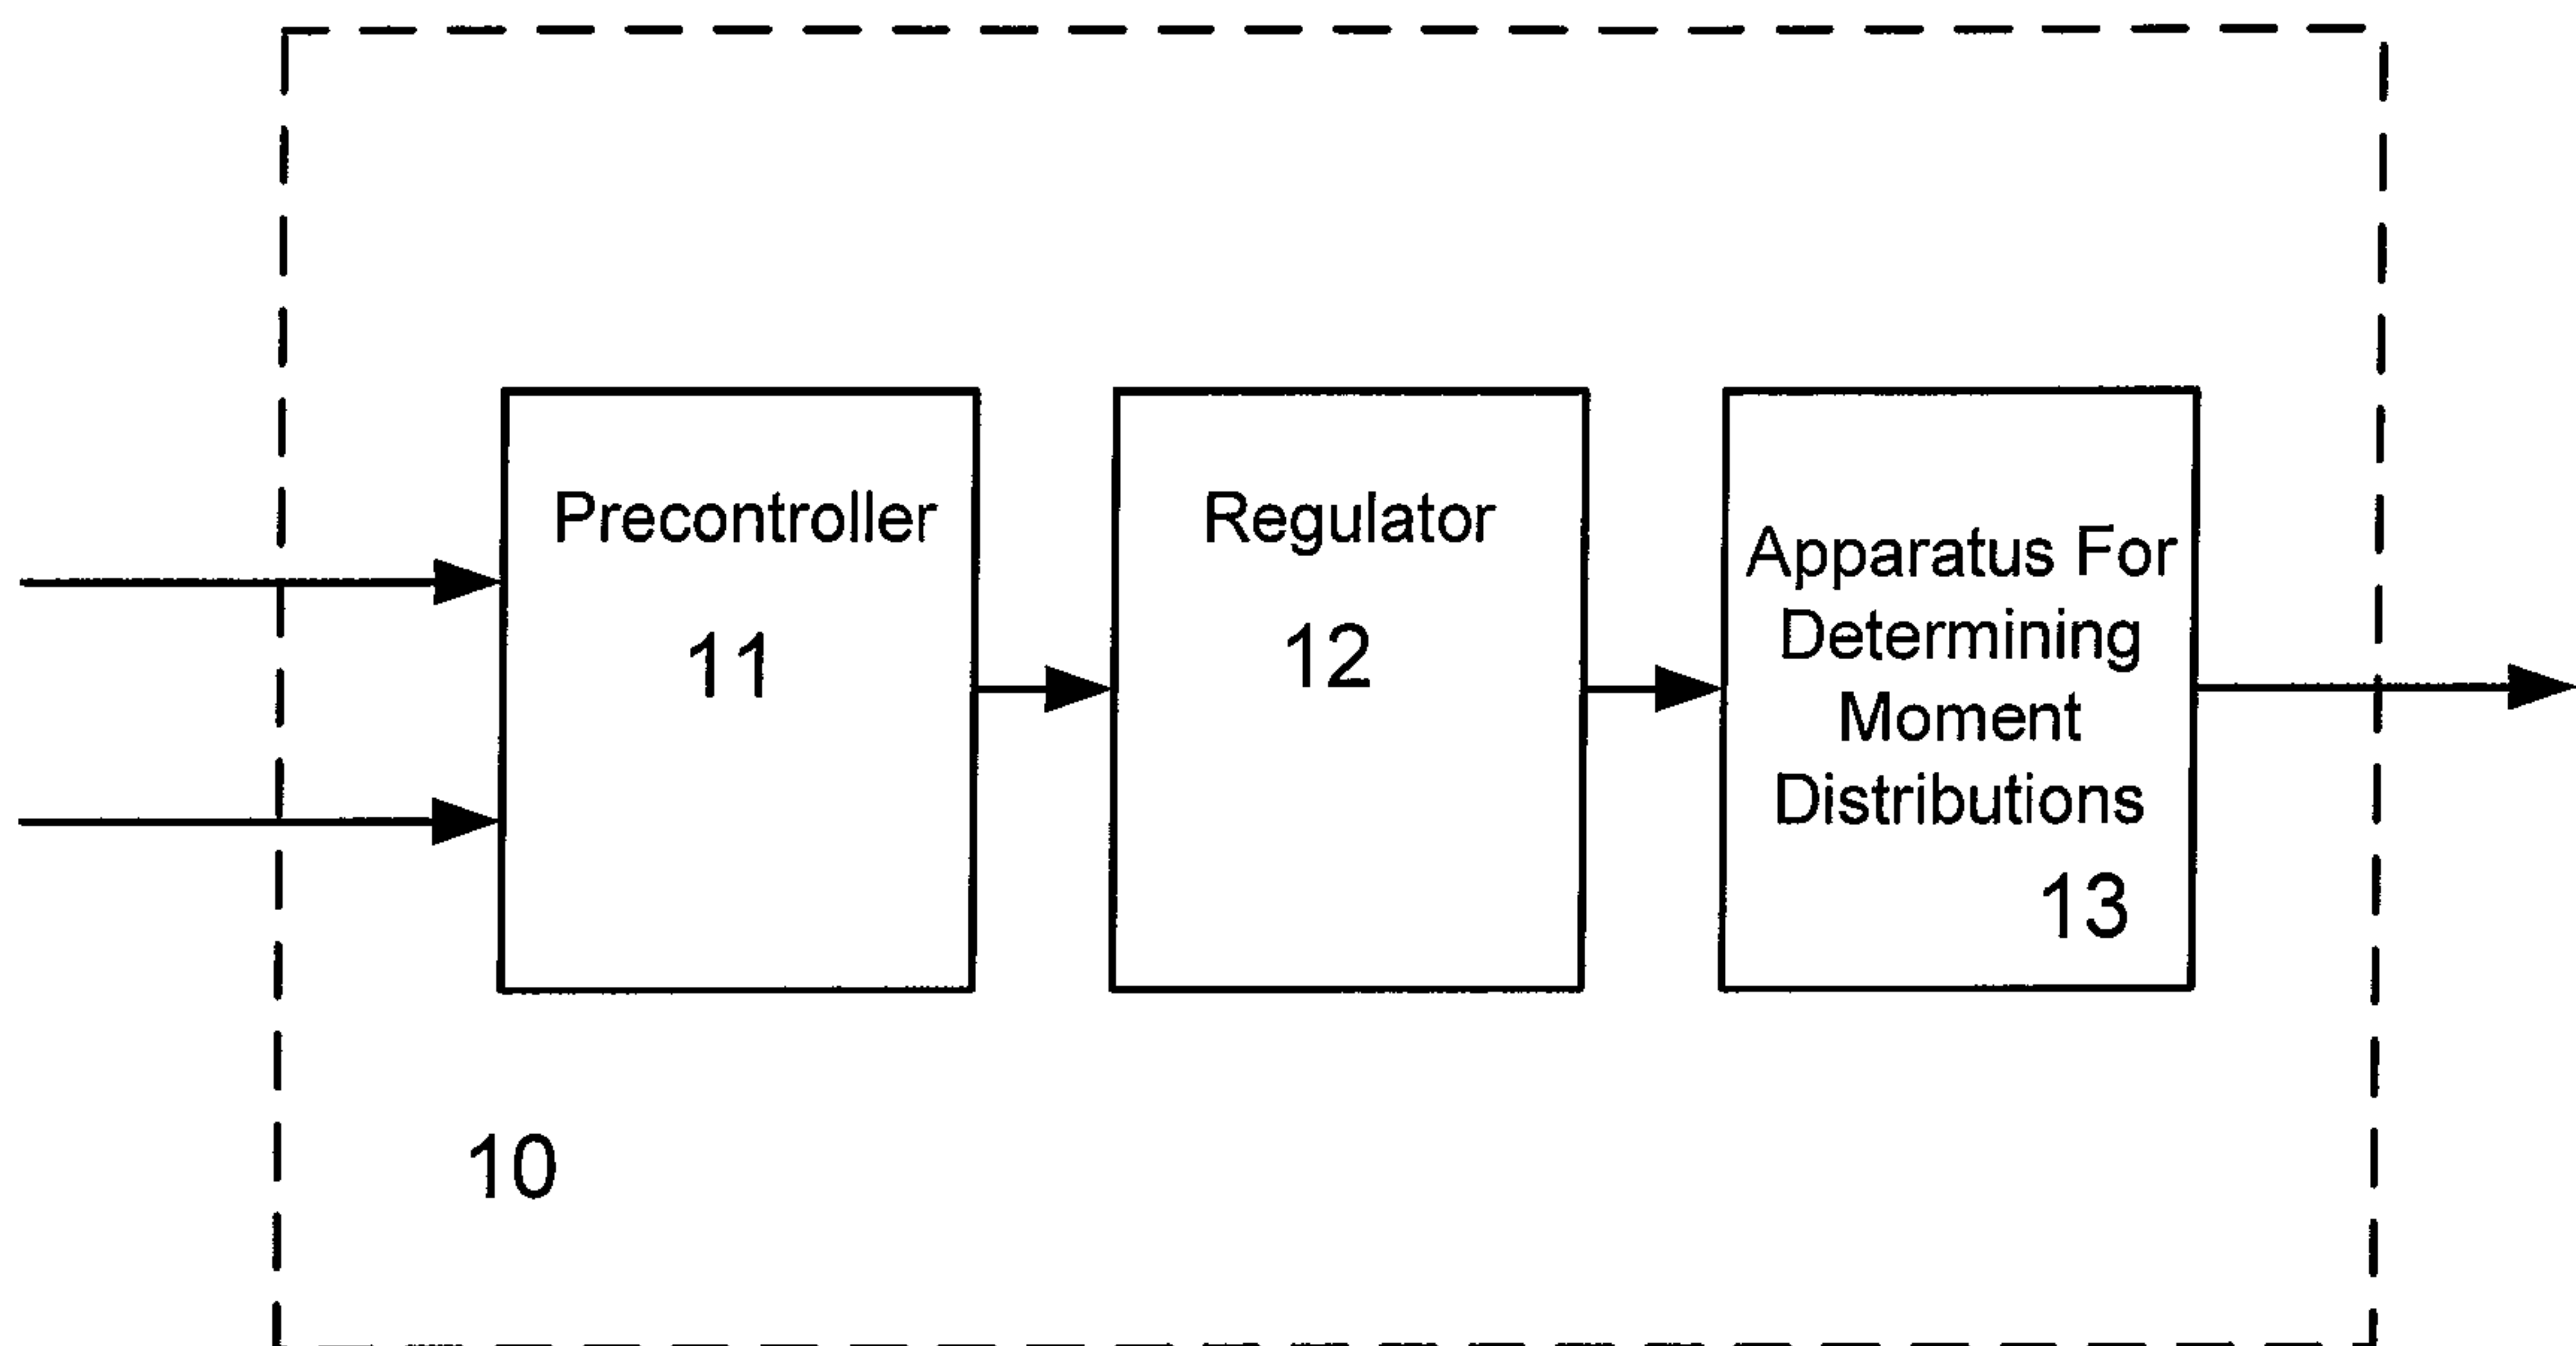 Precontroller
11
Regulator
12
Apparatus For
Determining
Moment
Distributions
13
10